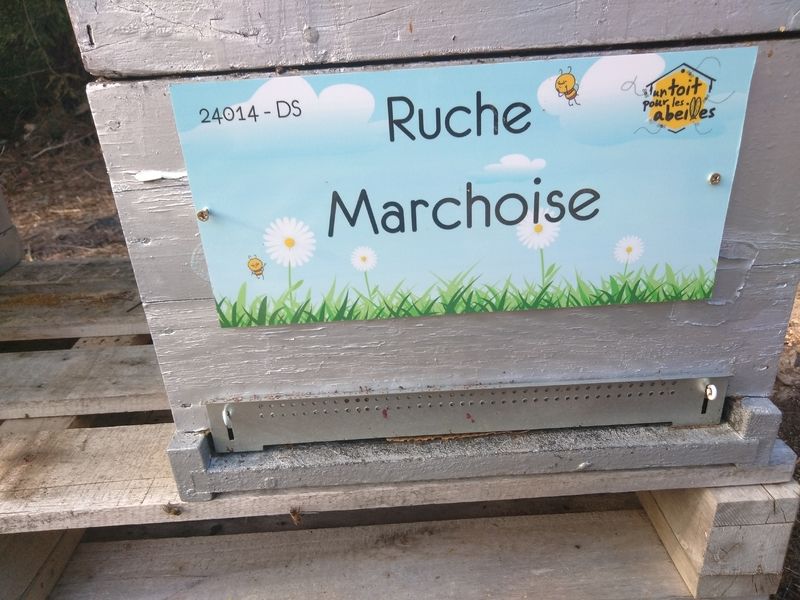 24014 - DS
Ruche
Marchoise
un toit
pour les
abeilles